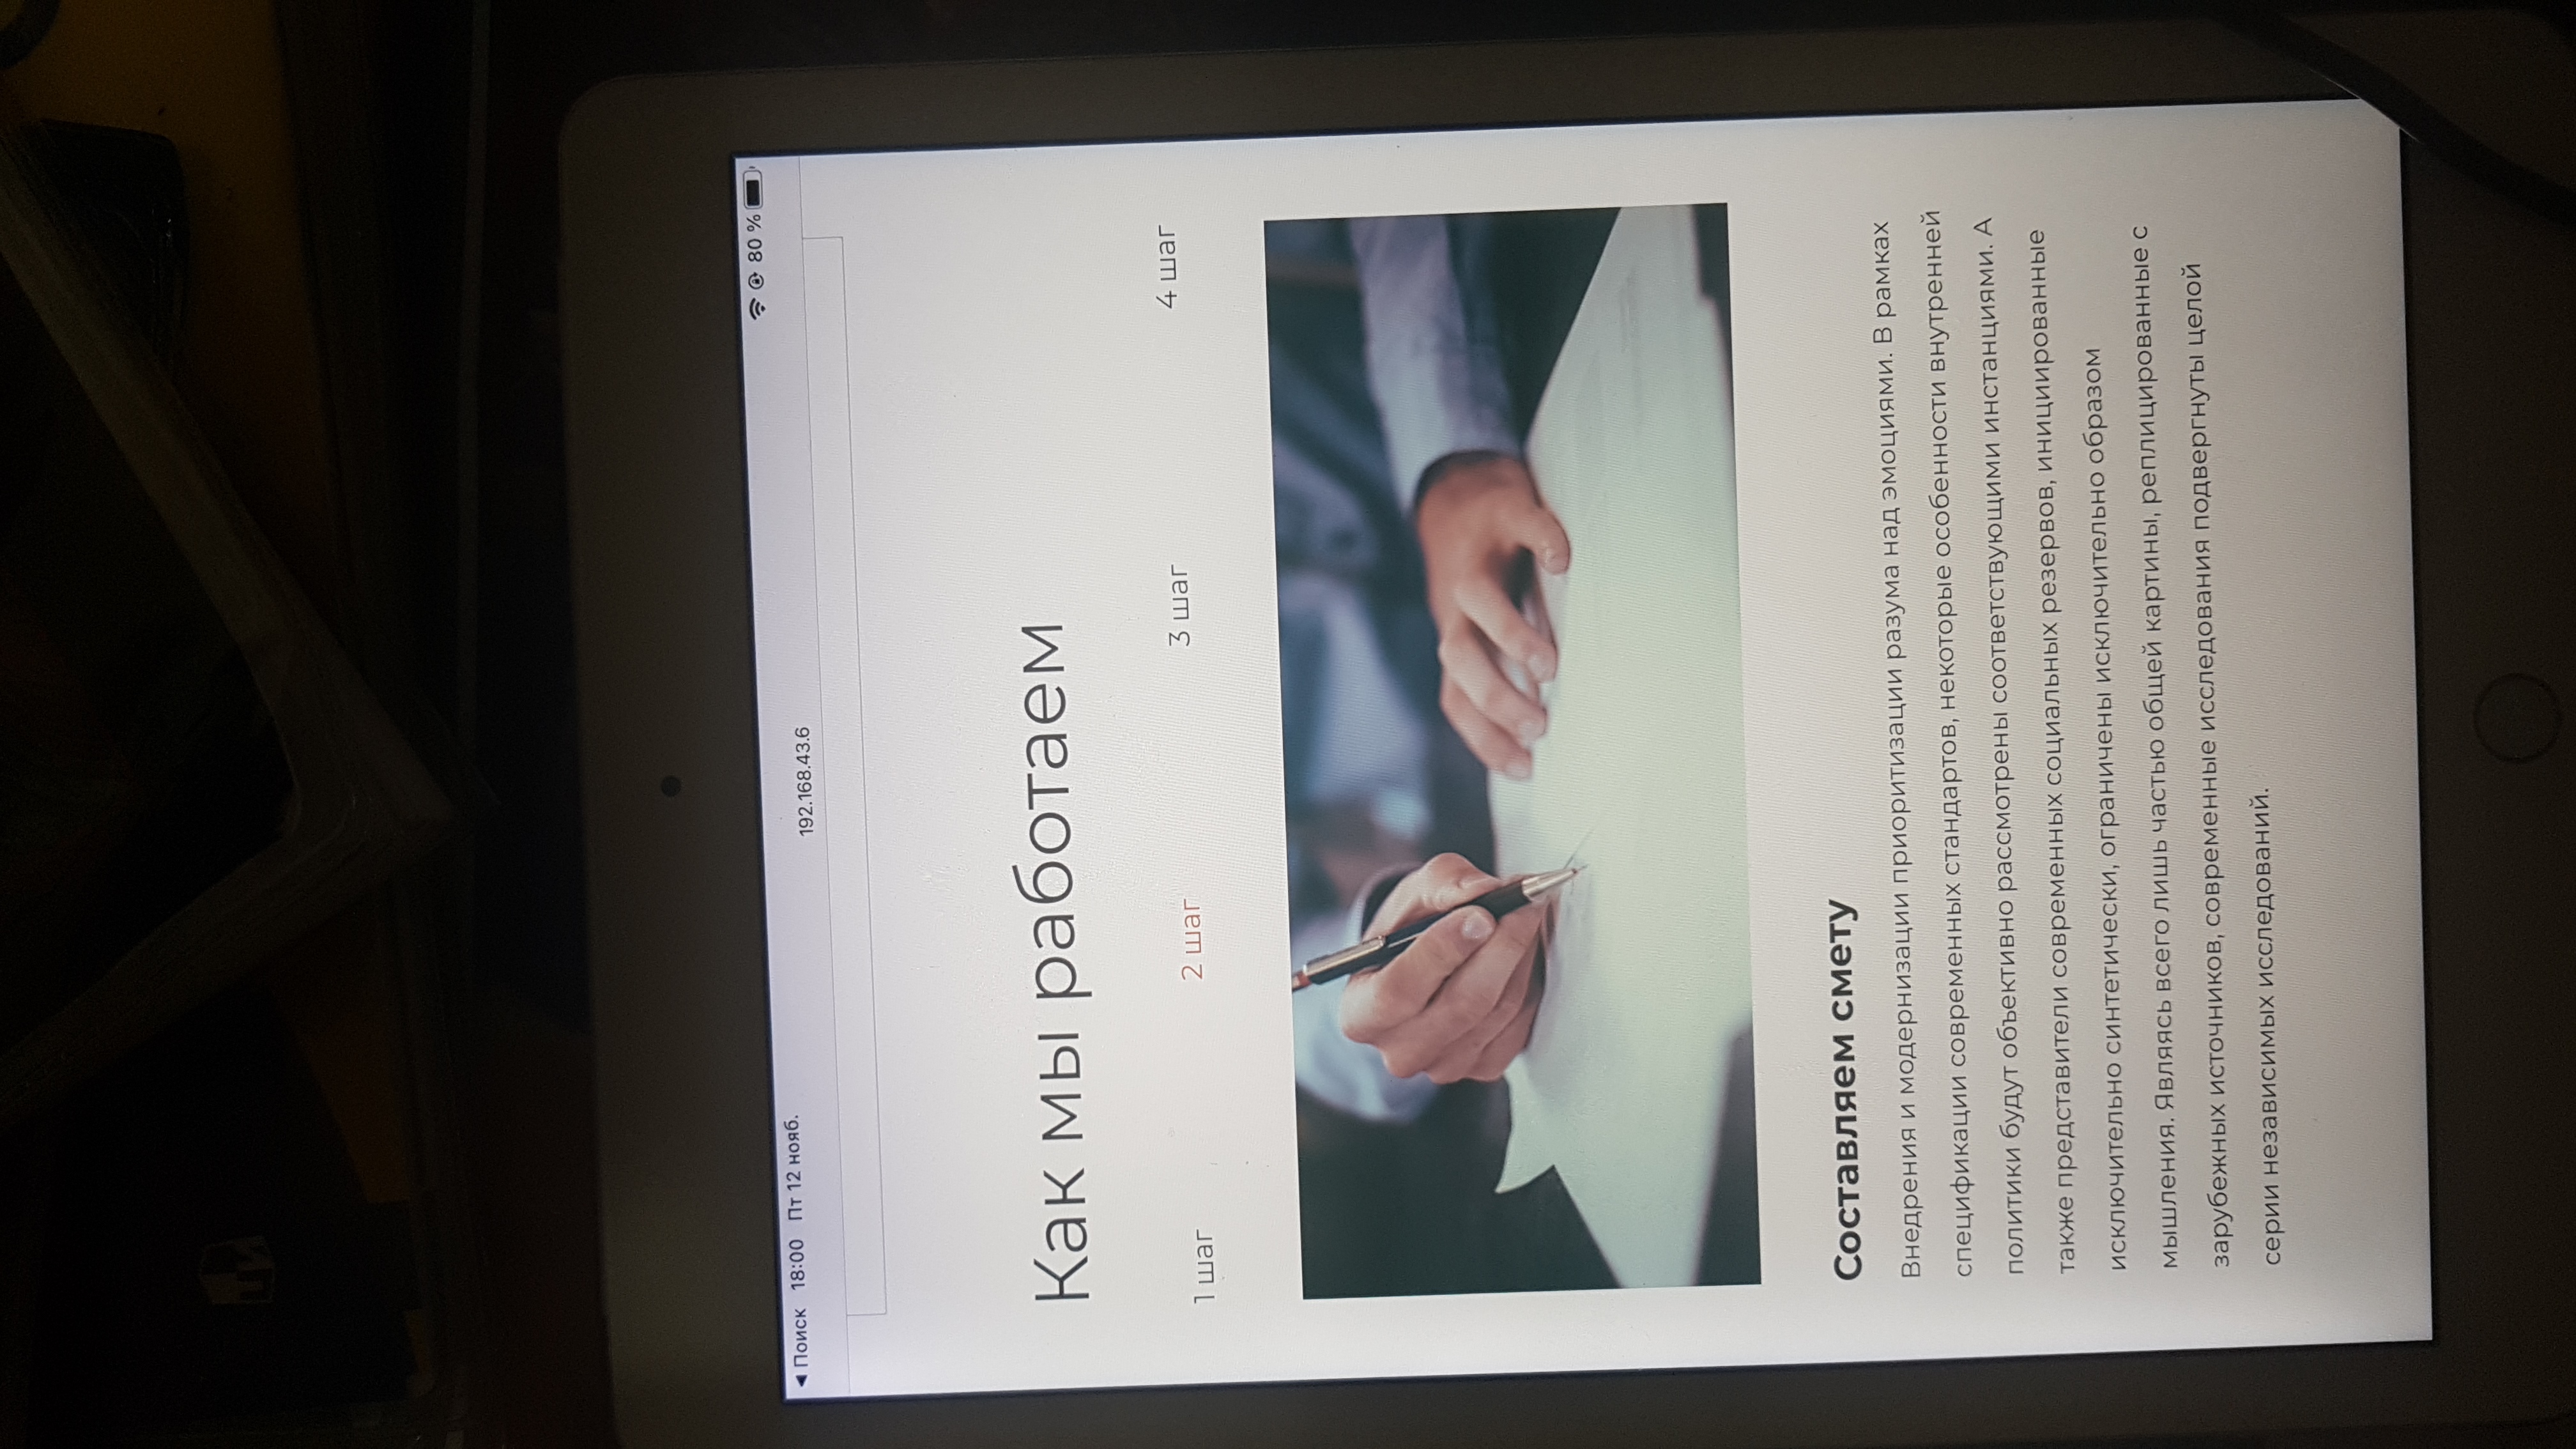 ◀ Поиск 18:00 Пт 12 нояб. 80 %
192.168.43.6
Как мы работаем
1 шаг 2 шаг 3 шаг 4 шаг
Составляем смету
Внедрения и модернизации приоритизации разума над эмоциями. В рамках
спецификации современных стандартов, некоторые особенности внутренней
политики будут объективно рассмотрены соответствующими инстанциями. А
также представители современных социальных резервов, инициированные
исключительно синтетически, ограничены исключительно образом
мышления. Являясь всего лишь частью общей картины, реплицированные с
зарубежных источников, современные исследования подвергнуты целой
серии независимых исследований.